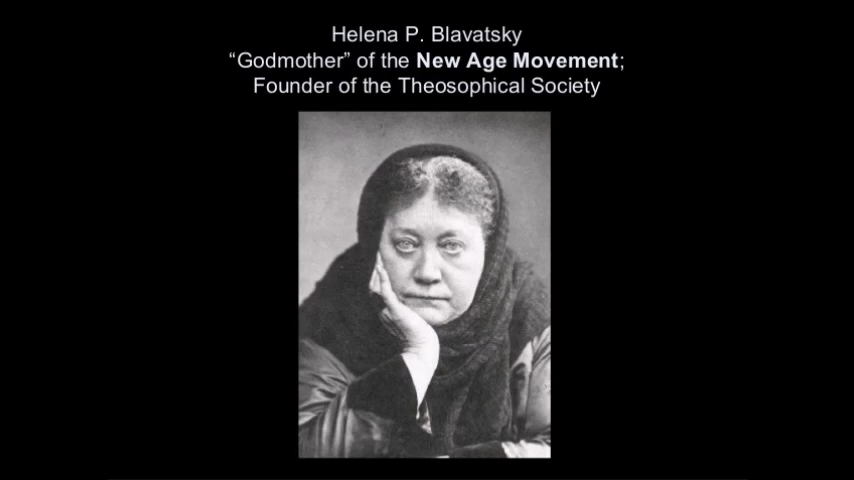 Helena P. Blavatsky
“Godmother” of the New Age Movement;
Founder of the Theosophical Society